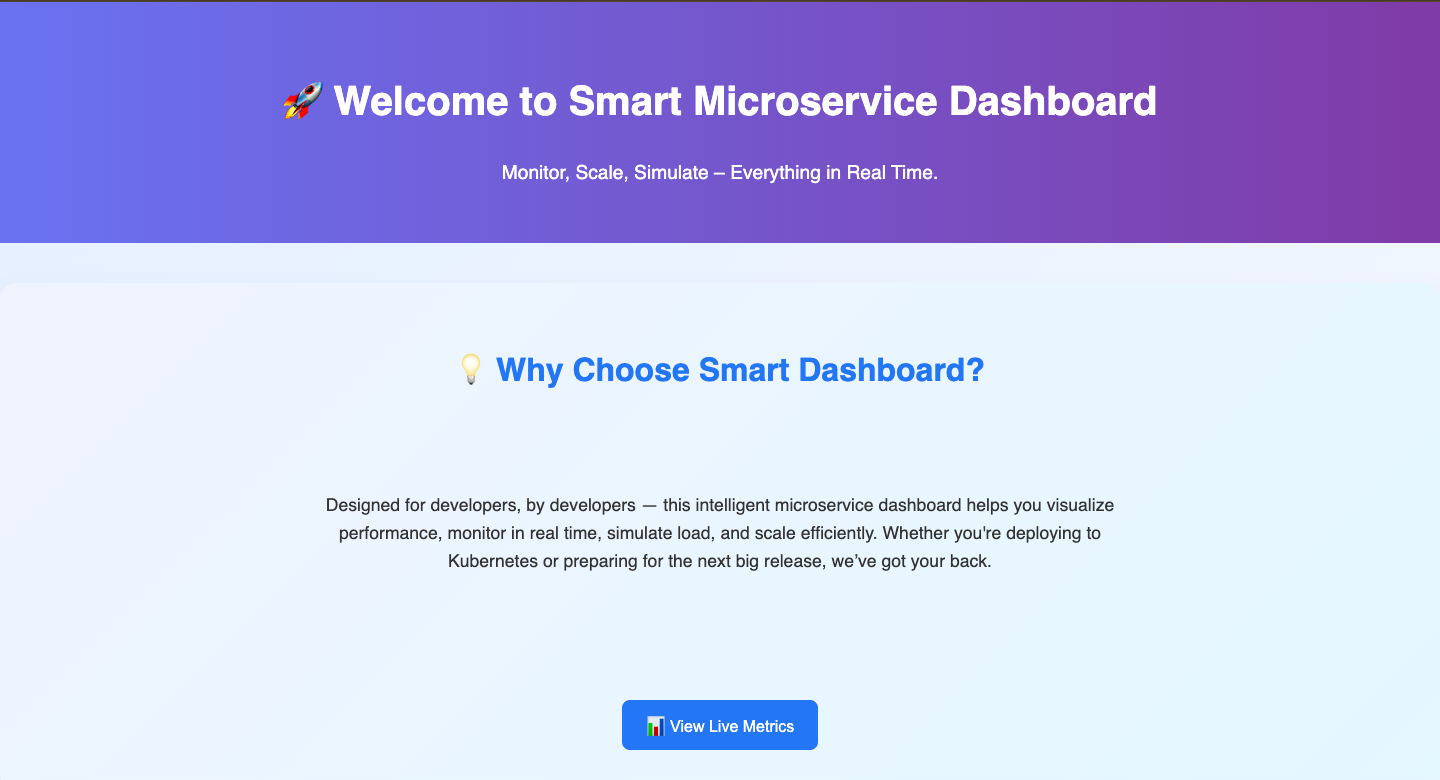 🚀 Welcome to Smart Microservice Dashboard
Monitor, Scale, Simulate – Everything in Real Time.
💡 Why Choose Smart Dashboard?
Designed for developers, by developers — this intelligent microservice dashboard helps you visualize
performance, monitor in real time, simulate load, and scale efficiently. Whether you're deploying to
Kubernetes or preparing for the next big release, we’ve got your back.
📊 View Live Metrics